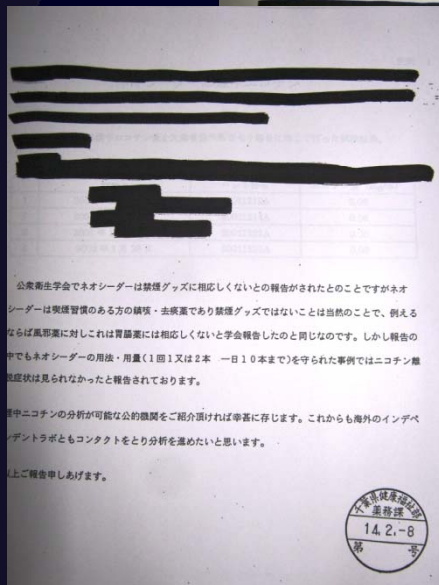 公衆衛生学会でネオシーダーは禁煙グッズに相応しくないとの報告がされたとのことですがネオ
シーダーは喫煙習慣のある方の鎮咳・去痰薬であり禁煙グッズではないことは当然のことで、例える
ならば風邪薬に対しこれは胃腸薬には相応しくないと学会報告したのと同じなのです。しかし報告の
中でもネオシーダーの用法・用量(1回1又は2本 一日10本まで)を守られた事例ではニコチン離
脱症状は見られなかったと報告されております。
中ニコチンの分析が可能な公的機関をご紹介頂ければ幸甚に存じます。これからも海外のインデペ
ンデントラボともコンタクトをとり分析を進めたいと思います。
以上ご報告申しあげます。
千葉県健康福祉部
薬務課
14.2.-8
第 号